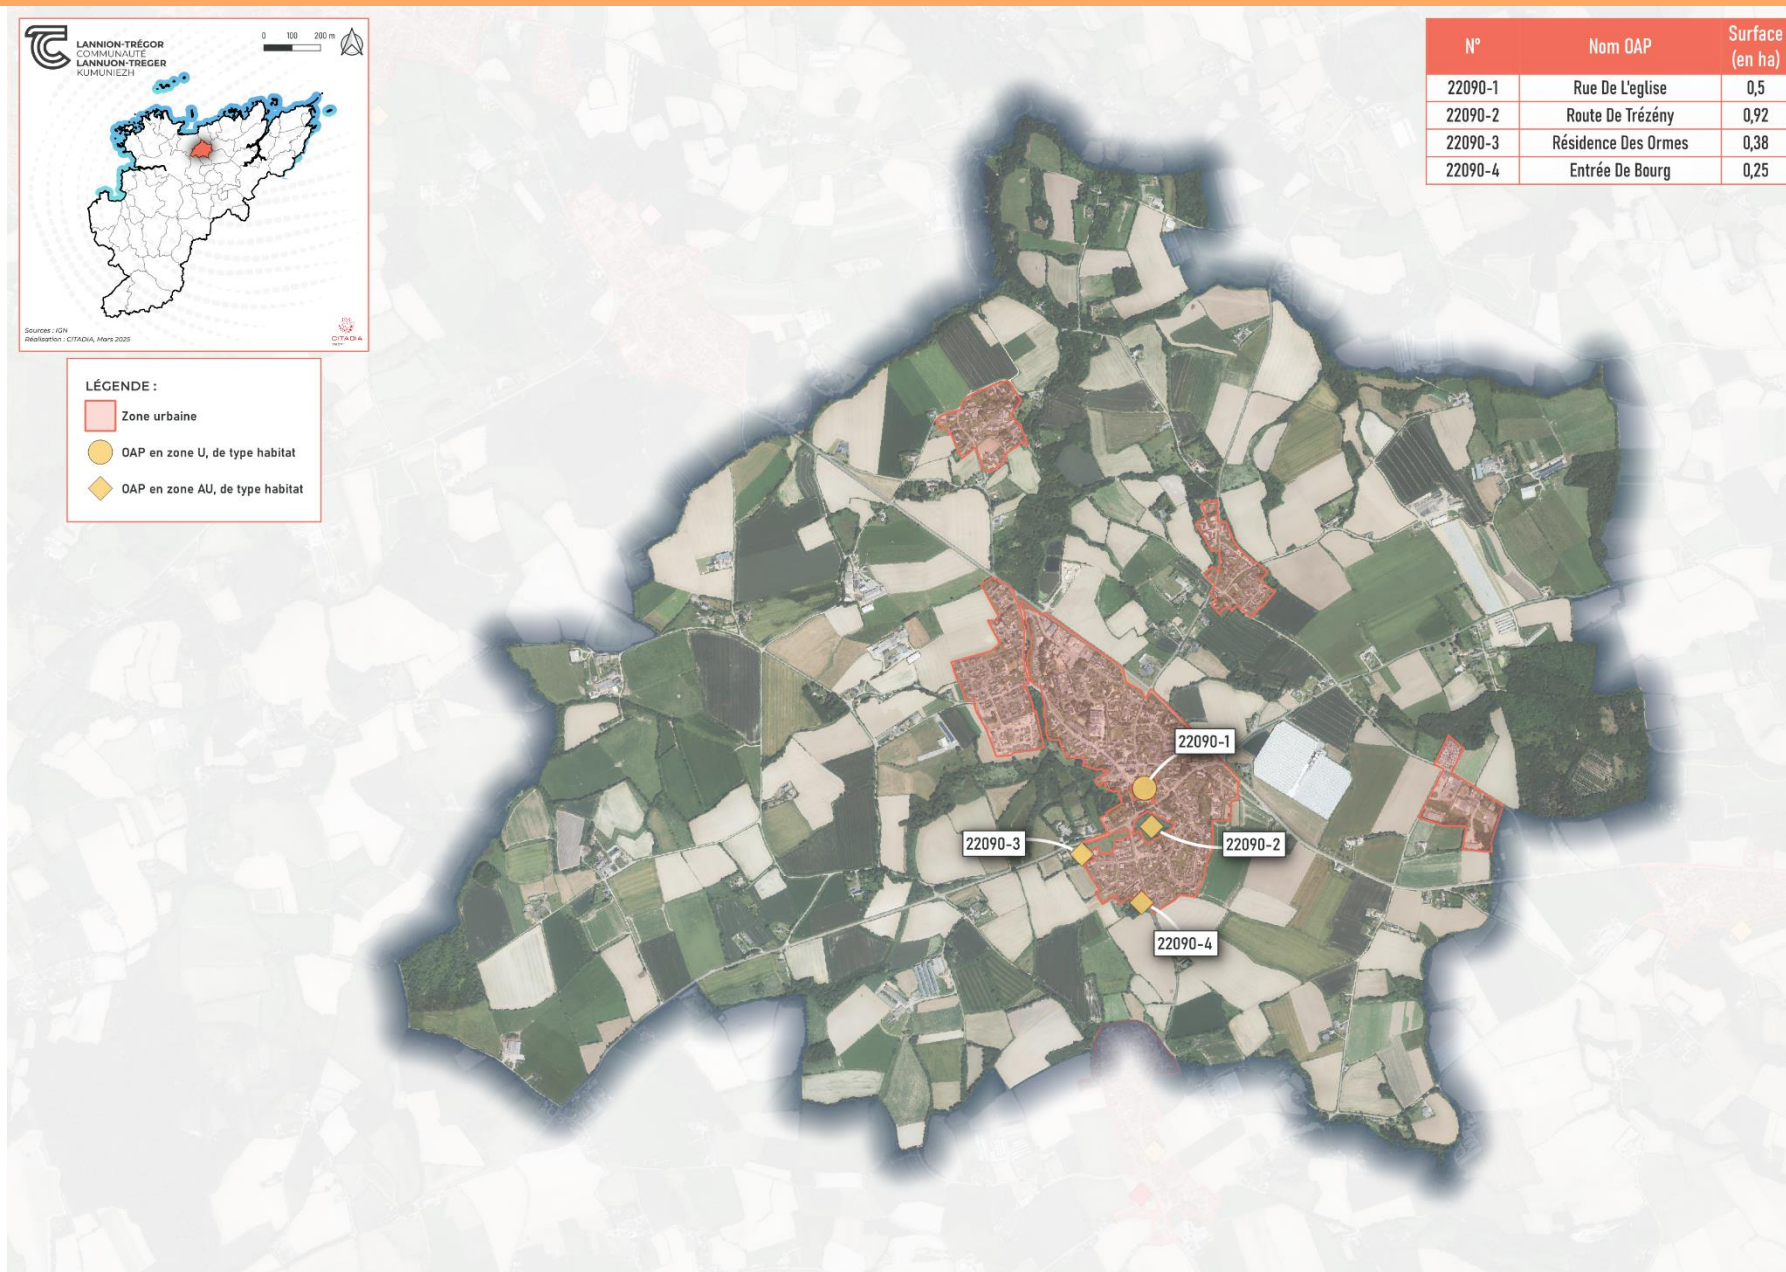 LANNION-TRÉGOR
COMMUNAUTÉ
LANNUON-TREGER
KUMUNIEZH
0 100 200 m
Sources : IGN
Réalisation : CITADIA, Mars 2025
CITADIA
LÉGENDE :
Zone urbaine
OAP en zone U, de type habitat
OAP en zone AU, de type habitat
N° Nom OAP Surface (en ha)
22090-1 Rue De L'eglise 0,5
22090-2 Route De Trézény 0,92
22090-3 Résidence Des Ormes 0,38
22090-4 Entrée De Bourg 0,25
22090-1
22090-3
22090-2
22090-4